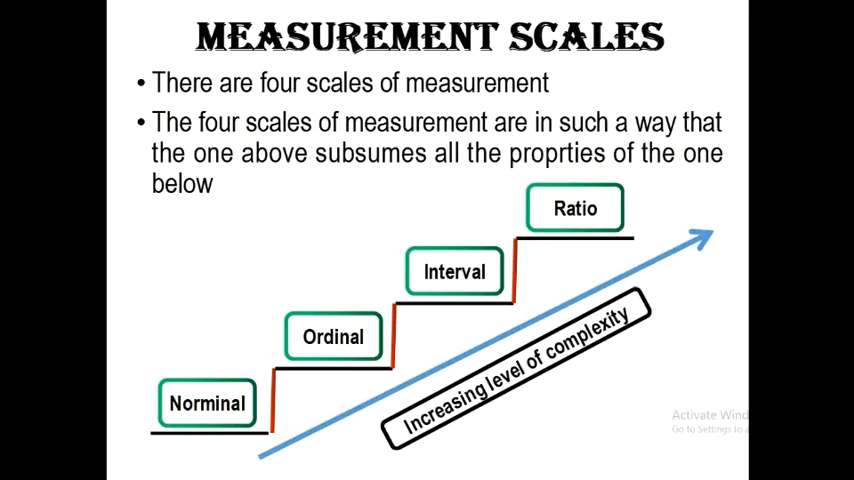 MEASUREMENT SCALES
• There are four scales of measurement
• The four scales of measurement are in such a way that
the one above subsumes all the proprties of the one
below
Ratio
Interval
Ordinal
Norminal
Increasing level of complexity
Activate Wind
Go to Settings to a